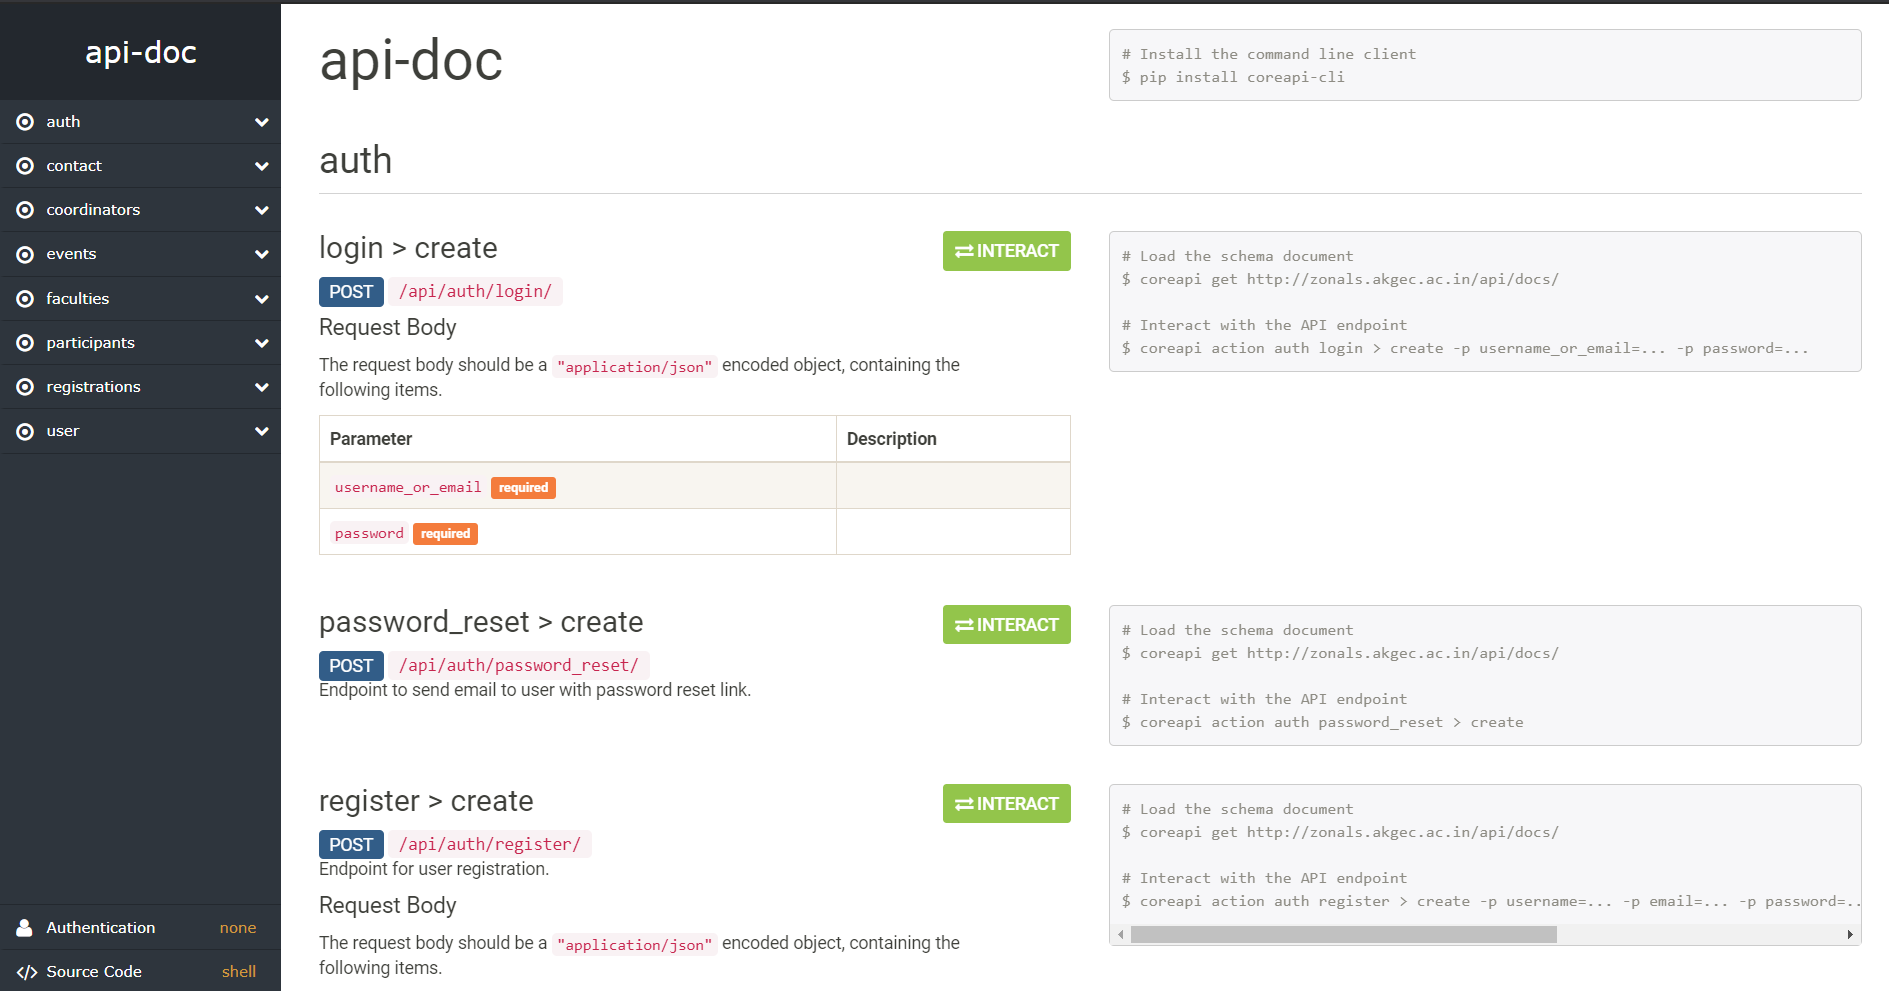 api-doc
auth
contact
coordinators
events
faculties
participants
registrations
user
Authentication none
Source Code shell
api-doc
# Install the command line client
$ pip install coreapi-cli
auth
login > create
INTERACT
POST /api/auth/login/
Request Body
The request body should be a "application/json" encoded object, containing the
following items.
Parameter Description
username_or_email required
password required
# Load the schema document
$ coreapi get http://zonals.akgec.ac.in/api/docs/
# Interact with the API endpoint
$ coreapi action auth login > create -p username_or_email=... -p password=...
password_reset > create
INTERACT
POST /api/auth/password_reset/
Endpoint to send email to user with password reset link.
# Load the schema document
$ coreapi get http://zonals.akgec.ac.in/api/docs/
# Interact with the API endpoint
$ coreapi action auth password_reset > create
register > create
INTERACT
POST /api/auth/register/
Endpoint for user registration.
Request Body
The request body should be a "application/json" encoded object, containing the
following items.
# Load the schema document
$ coreapi get http://zonals.akgec.ac.in/api/docs/
# Interact with the API endpoint
$ coreapi action auth register > create -p username=... -p email=... -p password=..